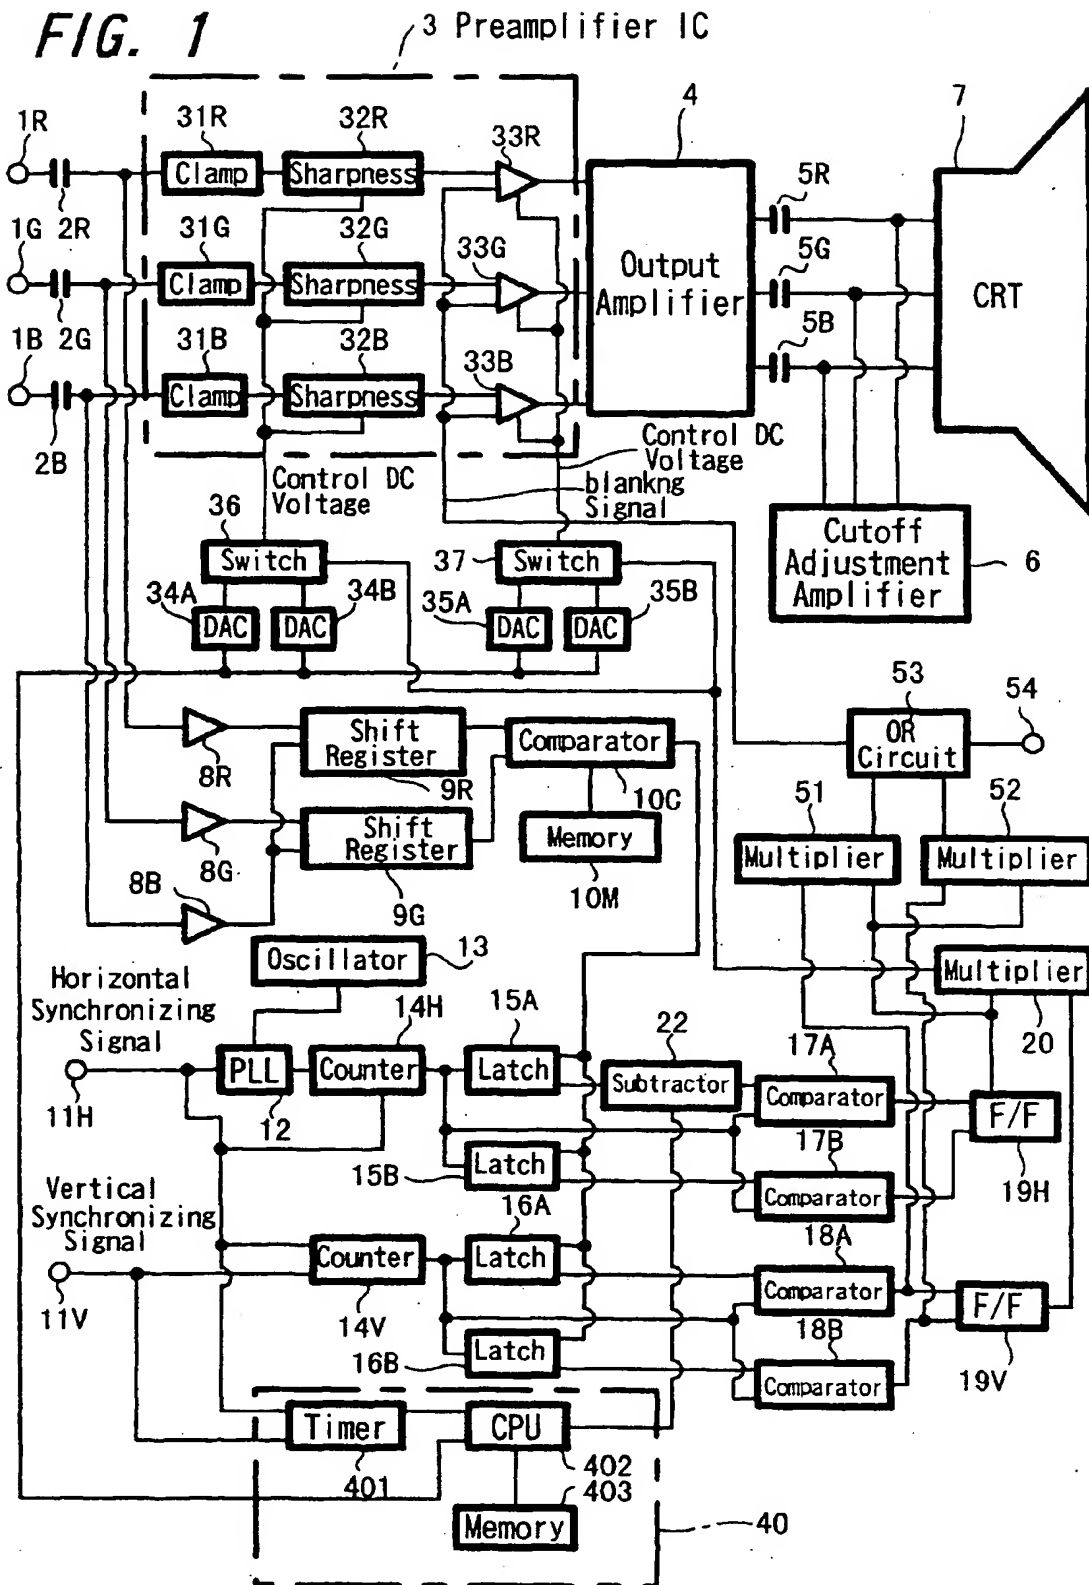 FIG. 1
3 Preamplifier IC
1R
31R
32R
33R
4
7
Clamp
Sharpness
5R
1G
2R
31G
32G
33G
5G
Clamp
Sharpness
Output
Amplifier
CRT
1B
2G
31B
32B
33B
5B
Clamp
Sharpness
2B
Control DC
Voltage
Control DC
Voltage
blankng
Signal
36
Switch
37
Switch
Cutoff
Adjustment
Amplifier
6
34A
34B
35A
35B
DAC
DAC
DAC
DAC
53
54
8R
Shift
Register
9R
Comparator
10C
OR
Circuit
51
52
8G
Shift
Register
9G
Memory
10M
Multiplier
Multiplier
8B
Oscillator
13
Multiplier
20
Horizontal
Synchronizing
Signal
14H
15A
22
17A
11H
PLL
12
Counter
Latch
Subtractor
Comparator
F/F
19H
17B
15B
Latch
Comparator
Vertical
Synchronizing
Signal
16A
18A
11V
Counter
14V
Latch
Comparator
F/F
19V
18B
16B
Latch
Comparator
Timer
401
CPU
402
403
Memory
40